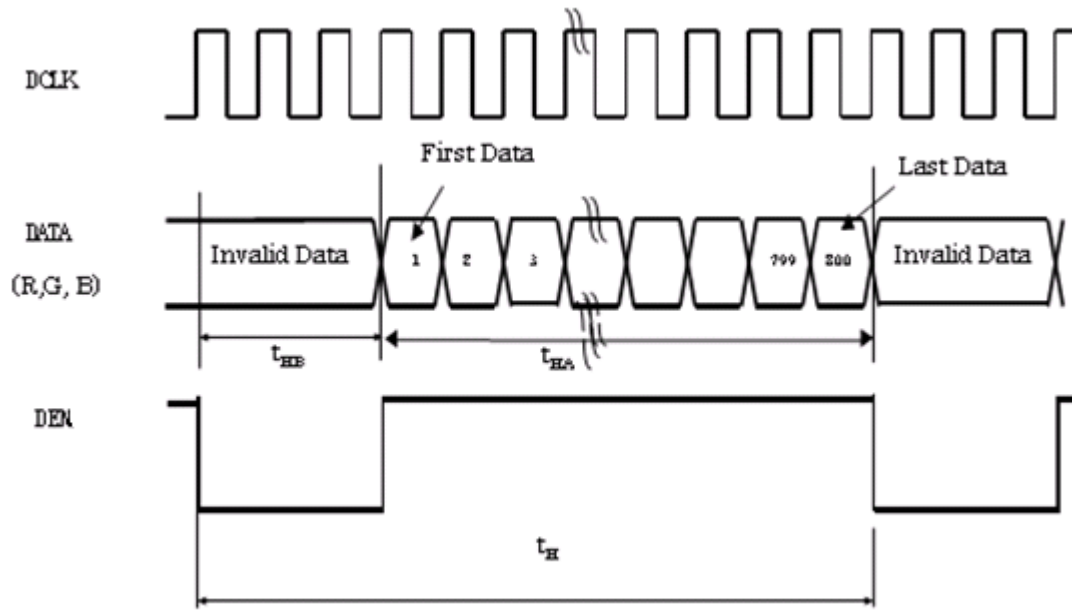 DCLK
First Data
Last Data
DATA
(R,G, B)
Invalid Data
1
2
3
799
800
Invalid Data
tHB
tHA
DEN
tH